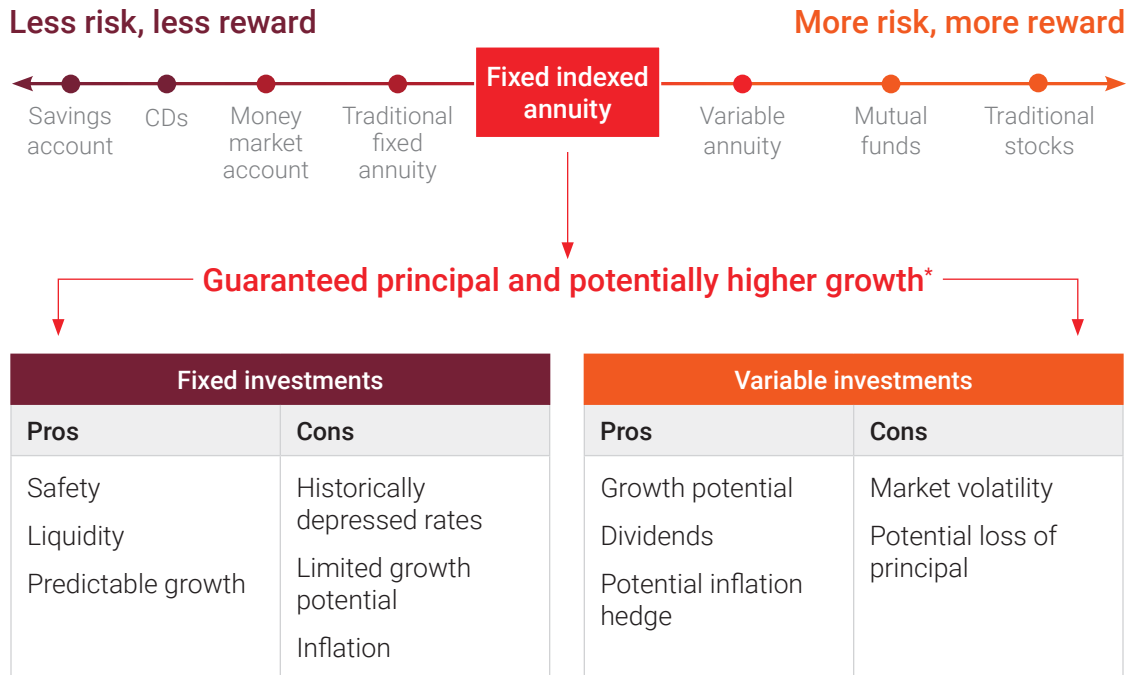 Less risk, less reward
More risk, more reward
Savings
account
CDs
Money
market
account
Traditional
fixed
annuity
Fixed indexed
annuity
Variable
annuity
Mutual
funds
Traditional
stocks
Guaranteed principal and potentially higher growth*
Fixed investments
Pros
Cons
Safety
Liquidity
Predictable growth
Historically
depressed rates
Limited growth
potential
Inflation
Variable investments
Pros
Cons
Growth potential
Dividends
Potential inflation
hedge
Market volatility
Potential loss of
principal